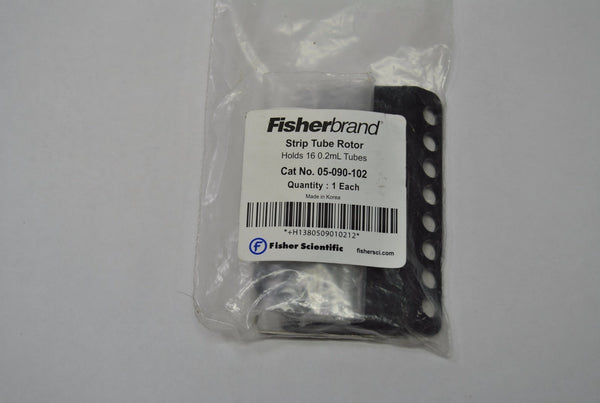 Fisherbrand®
Strip Tube Rotor
Holds 16 0.2mL Tubes
Cat No. 05-090-102
Quantity : 1 Each
Made in Korea
*+H1380509010212*
F Fisher Scientific fishersci.com